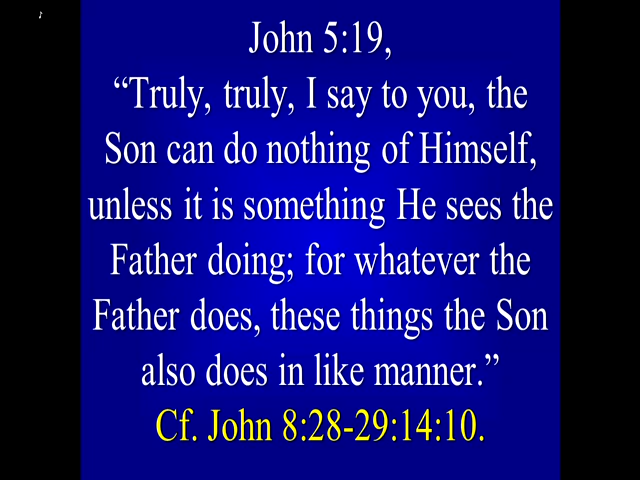 John 5:19,
“Truly, truly, I say to you, the
Son can do nothing of Himself,
unless it is something He sees the
Father doing; for whatever the
Father does, these things the Son
also does in like manner.”
Cf. John 8:28-29:14:10.